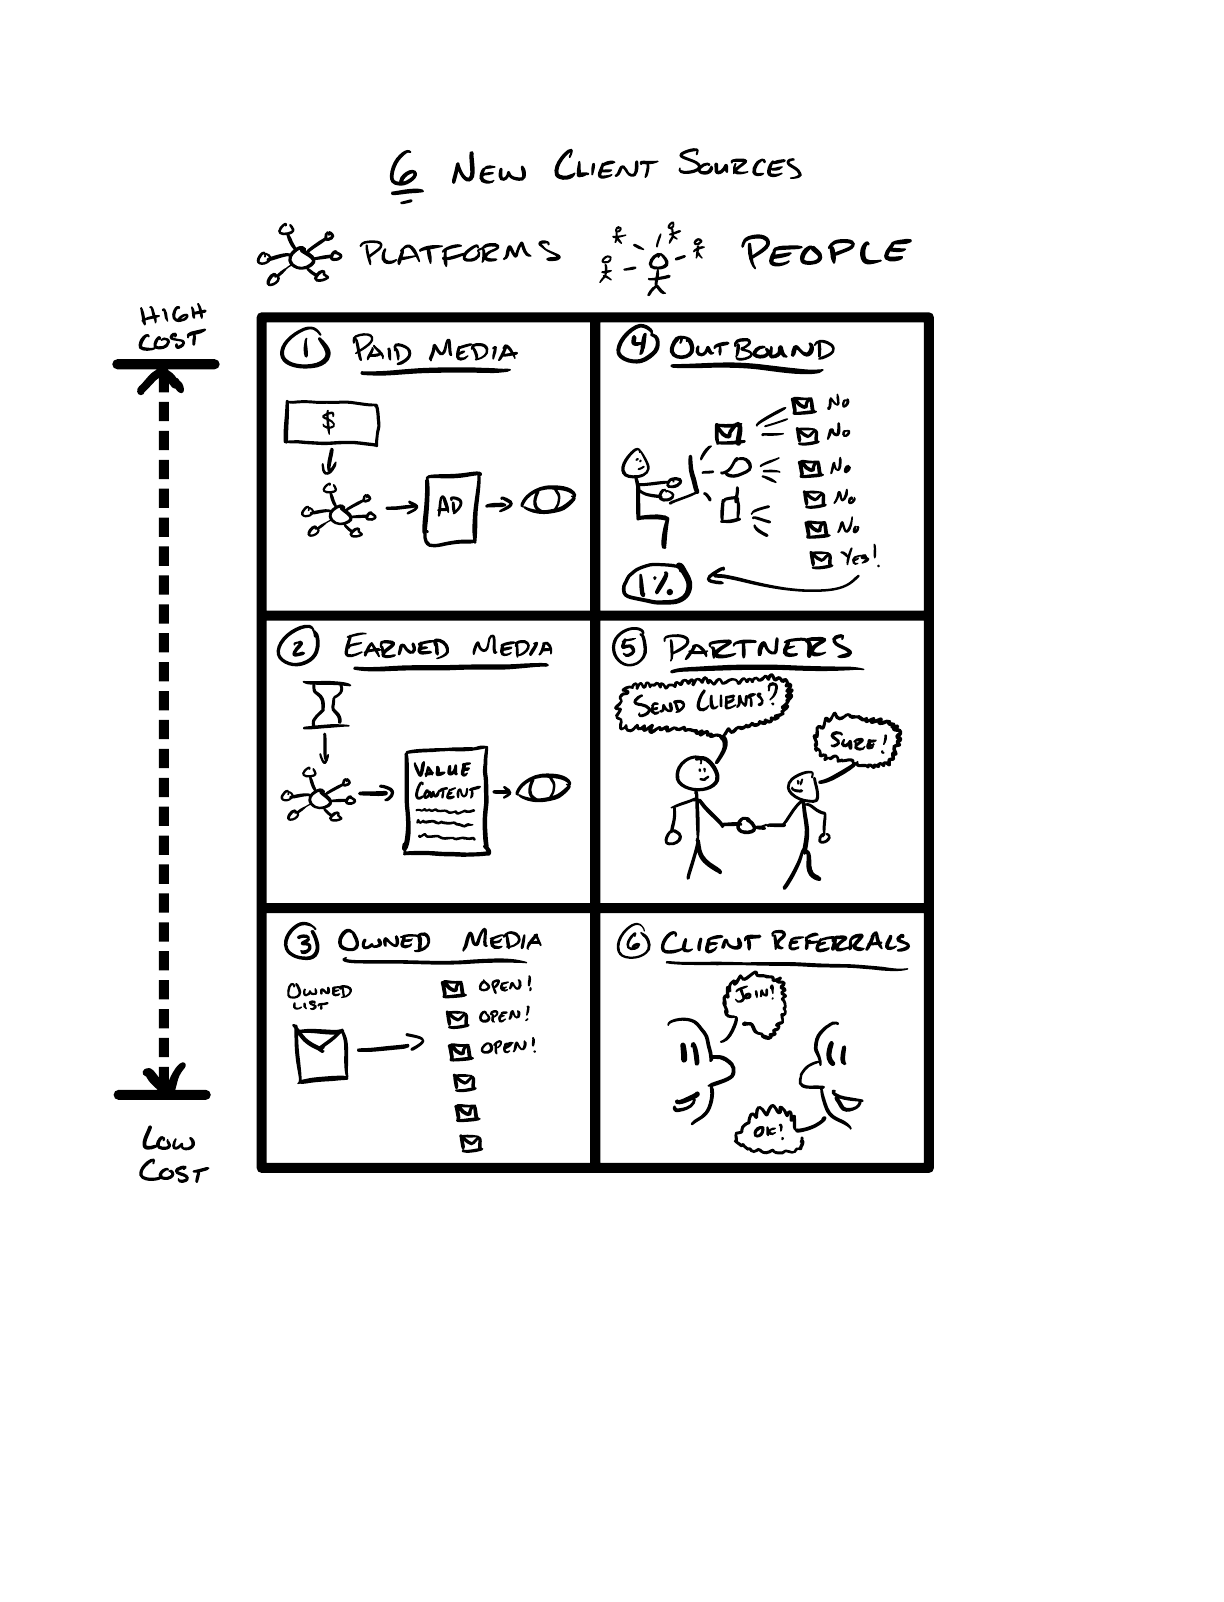 6 NEW CLIENT SOURCES
PLATFORMS
PEOPLE
HIGH
COST
LOW
COST
1 PAID MEDIA
$
AD
4 OUTBOUND
No
No
No
No
No
YES!
1%
2 EARNED MEDIA
VALUE
CONTENT
5 PARTNERS
SEND CLIENTS?
SURE!
3 OWNED MEDIA
OWNED
LIST
OPEN!
OPEN!
OPEN!
6 CLIENT REFERRALS
JOIN!
OK!